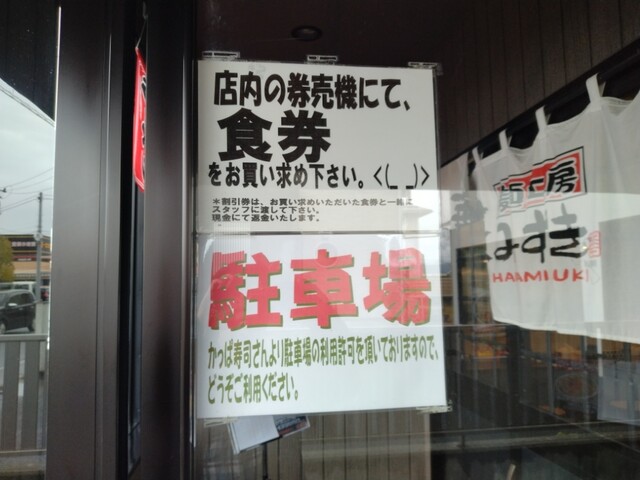 店内の券売機にて、
食券
をお買い求め下さい。<(_ _)>
*割引券は、お買い求めいただいた食券と一緒に
スタッフに渡して下さい。
現金にて返金いたします。
駐車場
かっぱ寿司さんより駐車場の利用許可を頂いておりますので、
どうぞご利用ください。
麺工房
みすき
HANAMIUKI